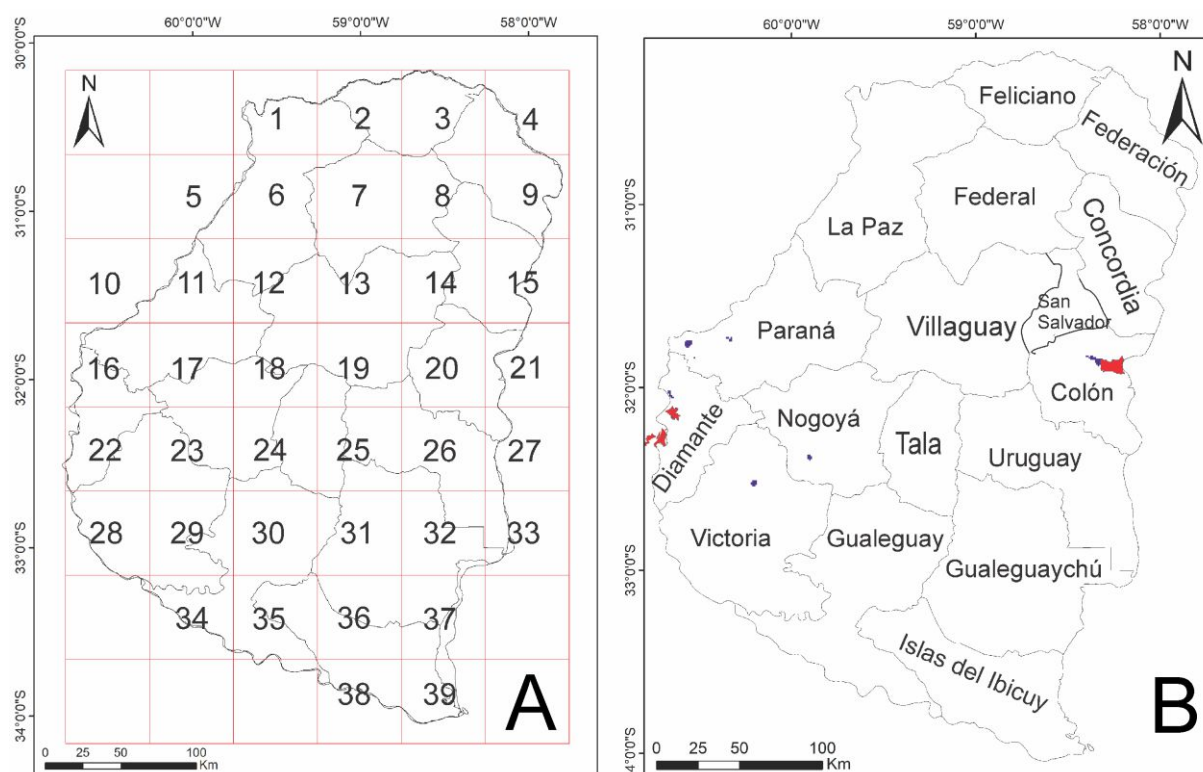 60°0'0"W 59°0'0"W 58°0'0"W
30°0'0"S
31°0'0"S
32°0'0"S
33°0'0"S
34°0'0"S
N
1 2 3 4
5 6 7 8 9
10 11 12 13 14 15
16 17 18 19 20 21
22 23 24 25 26 27
28 29 30 31 32 33
34 35 36 37
38 39
A
0 25 50 100
Km
60°0'0"W 59°0'0"W 58°0'0"W
31°0'0"S
32°0'0"S
33°0'0"S
4°0'0"S
N
Feliciano
Federación
Federal
La Paz
Concordia
San
Salvador
Paraná
Villaguay
Colón
Diamante
Nogoyá
Tala
Uruguay
Victoria
Gualeguay
Gualeguaychú
Islas del Ibicuy
B
0 25 50 100
Km